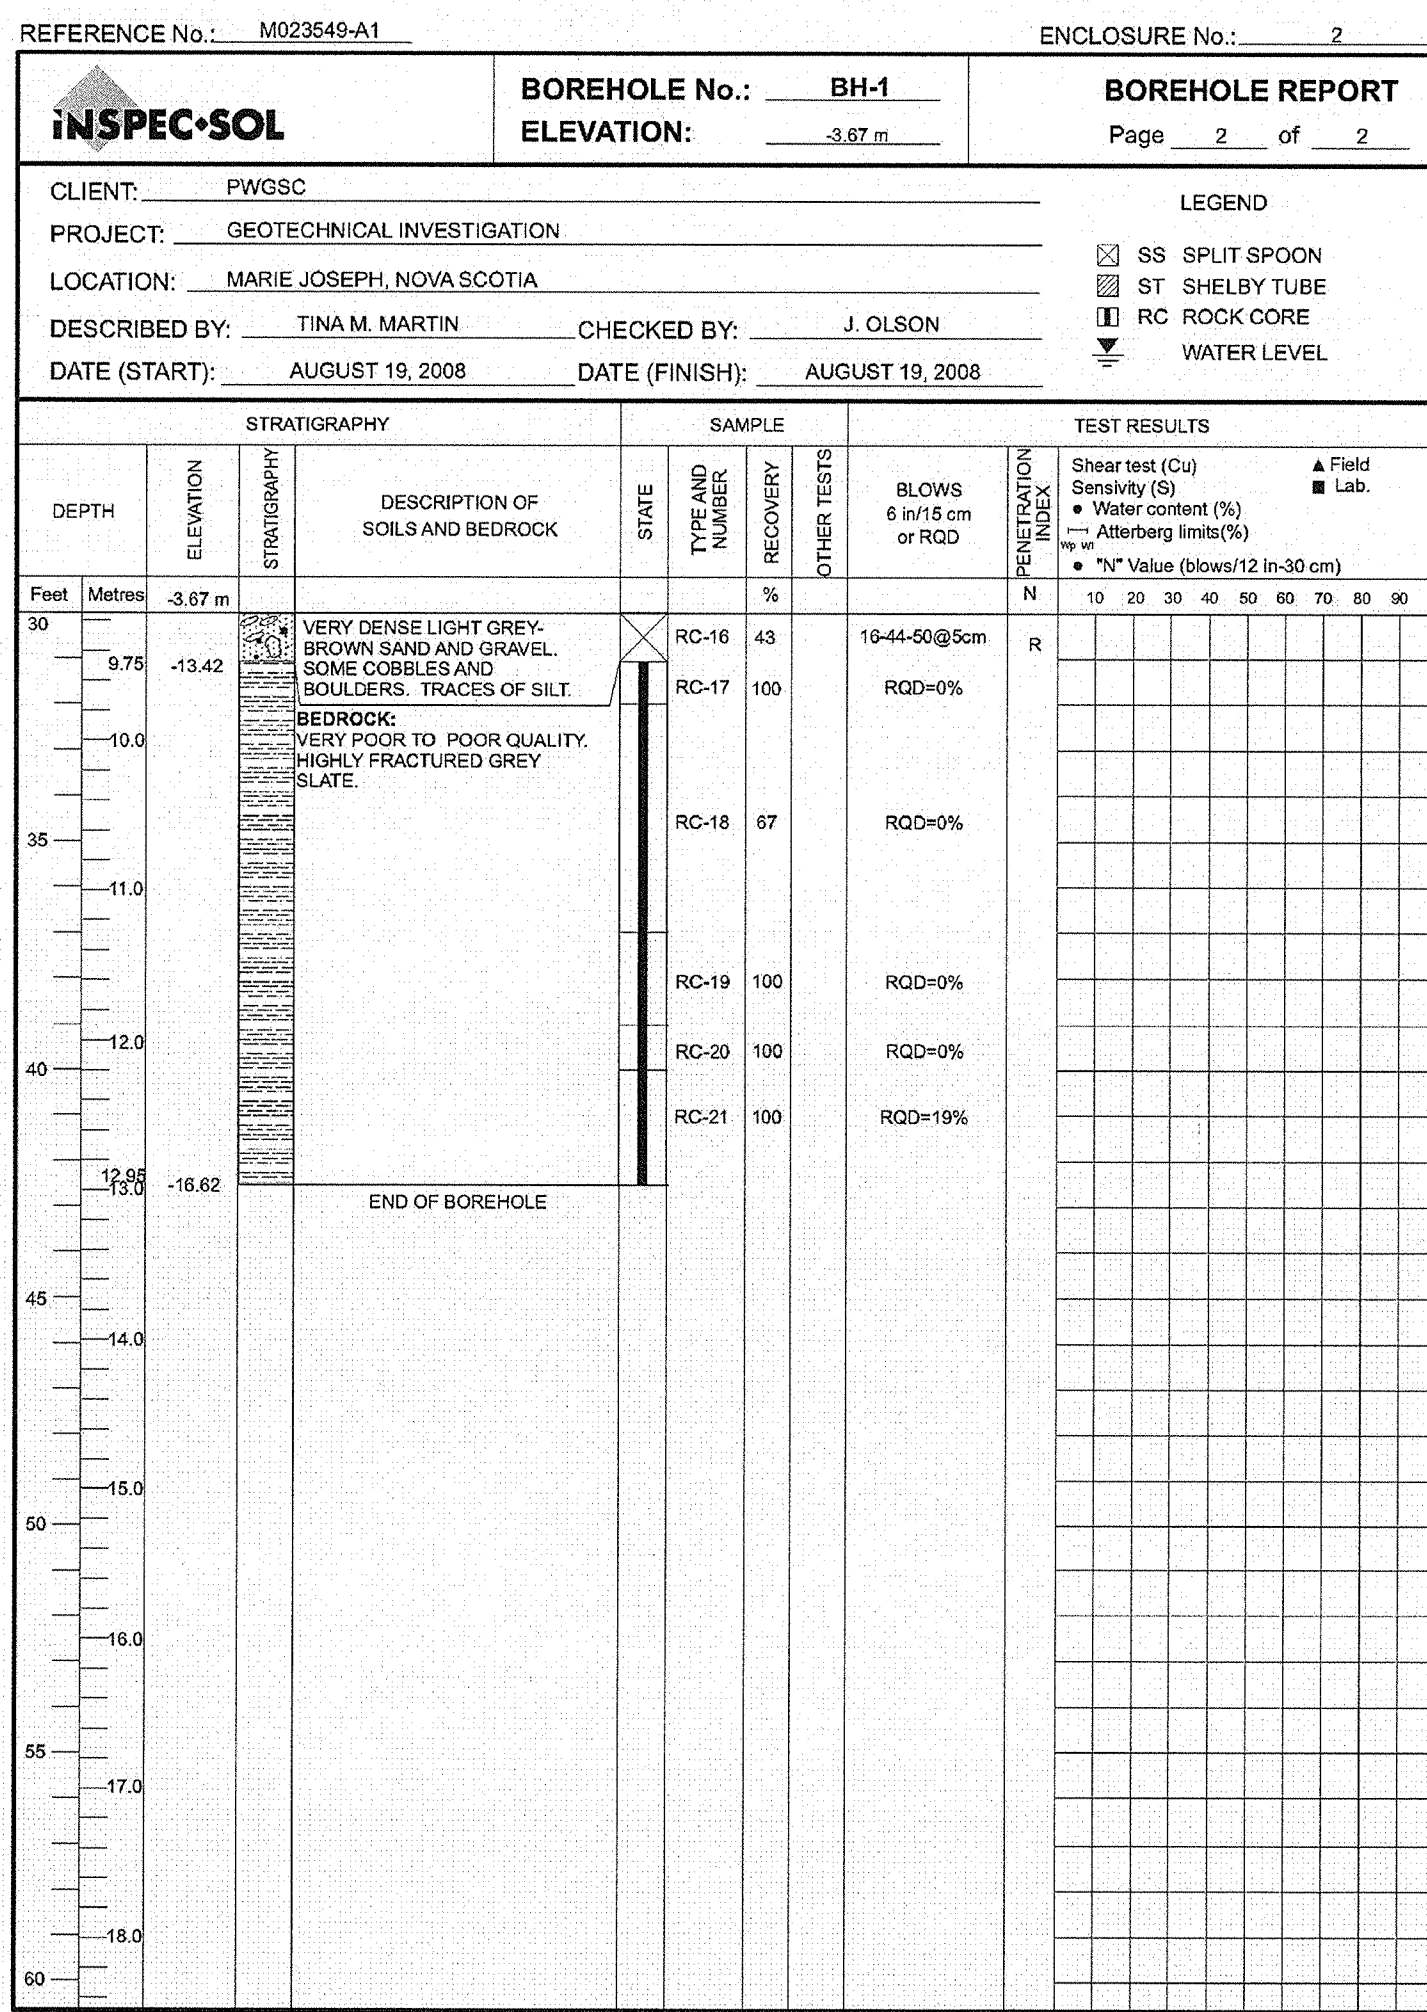 REFERENCE No.: M023549-A1
ENCLOSURE No.: 2
iNSPEC•SOL
BOREHOLE No.: BH-1
ELEVATION: -3.67 m
BOREHOLE REPORT
Page 2 of 2
CLIENT: PWGSC
PROJECT: GEOTECHNICAL INVESTIGATION
LOCATION: MARIE JOSEPH, NOVA SCOTIA
DESCRIBED BY: TINA M. MARTIN CHECKED BY: J. OLSON
DATE (START): AUGUST 19, 2008 DATE (FINISH): AUGUST 19, 2008
LEGEND
SS SPLIT SPOON
ST SHELBY TUBE
RC ROCK CORE
WATER LEVEL
STRATIGRAPHY
SAMPLE
TEST RESULTS
DEPTH
ELEVATION
STRATIGRAPHY
DESCRIPTION OF
SOILS AND BEDROCK
STATE
TYPE AND
NUMBER
RECOVERY
OTHER TESTS
BLOWS
6 in/15 cm
or RQD
PENETRATION
INDEX
Shear test (Cu) ▲ Field
Sensivity (S) ■ Lab.
● Water content (%)
Atterberg limits(%)
Wp Wl
● "N" Value (blows/12 in-30 cm)
Feet Metres -3.67 m % N 10 20 30 40 50 60 70 80 90
30
VERY DENSE LIGHT GREY-
BROWN SAND AND GRAVEL.
SOME COBBLES AND
BOULDERS. TRACES OF SILT.
RC-16 43 16-44-50@5cm R
9.75 -13.42
RC-17 100 RQD=0%
BEDROCK:
VERY POOR TO POOR QUALITY.
HIGHLY FRACTURED GREY
SLATE.
10.0
RC-18 67 RQD=0%
35
11.0
RC-19 100 RQD=0%
12.0
RC-20 100 RQD=0%
40
RC-21 100 RQD=19%
12.95
13.0 -16.62
END OF BOREHOLE
45
14.0
15.0
50
16.0
55
17.0
18.0
60